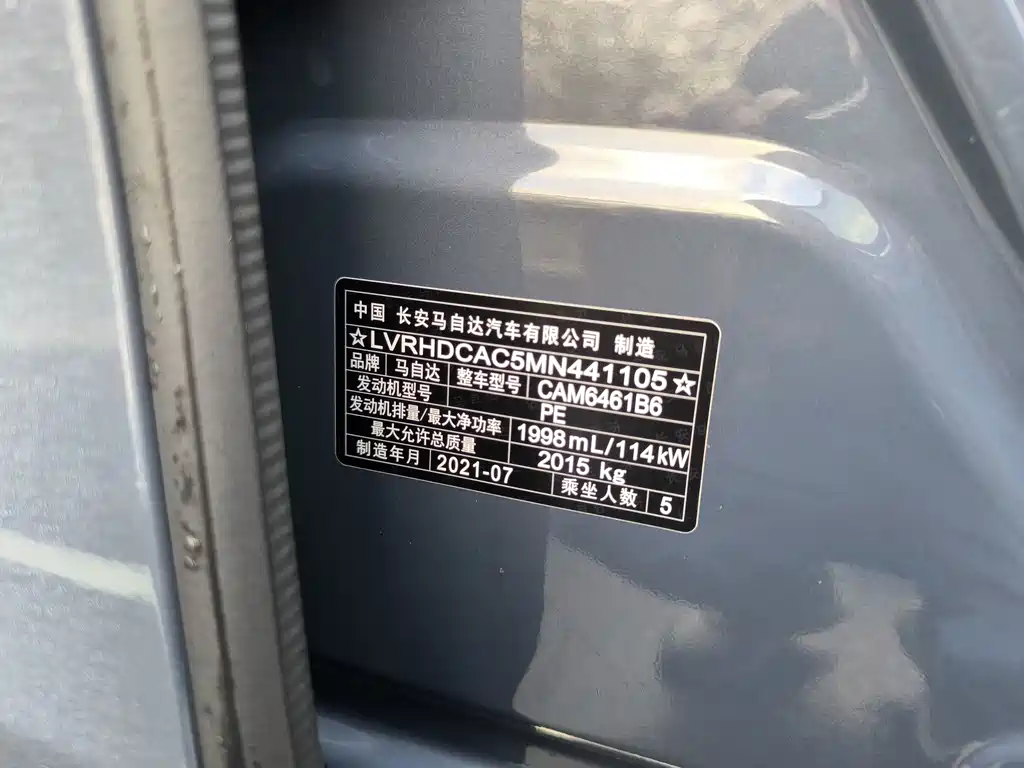 中国 长安马自达汽车有限公司 制造
☆LVRHDCAC5MN441105☆
品牌 马自达 整车型号 CAM6461B6
发动机型号 PE
发动机排量/最大净功率 1998mL/114kW
最大允许总质量 2015 kg
制造年月 2021-07 乘坐人数 5